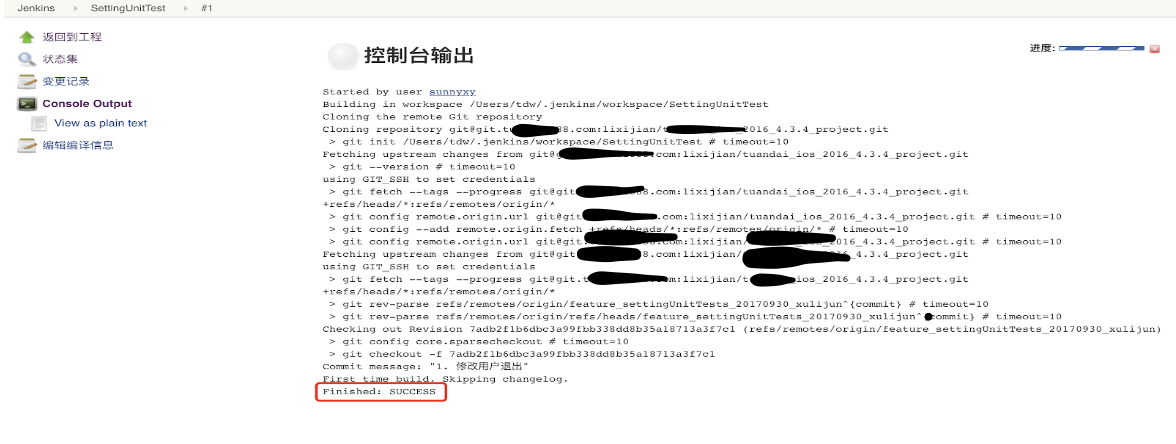 Jenkins SettingUnitTest #1
返回到工程
状态集
变更记录
Console Output
View as plain text
编辑编译信息
控制台输出
进度:
Started by user sunnyxy
Building in workspace /Users/tdw/.jenkins/workspace/SettingUnitTest
Cloning the remote Git repository
Cloning repository git@git.tu 88.com:lixijian/ 2016_4.3.4_project.git
> git init /Users/tdw/.jenkins/workspace/SettingUnitTest # timeout=10
Fetching upstream changes from git@g .com:lixijian/tuandai_ios_2016_4.3.4_project.git
> git --version # timeout=10
using GIT_SSH to set credentials
> git fetch --tags --progress git@git 8.com:lixijian/tuandai_ios_2016_4.3.4_project.git
+refs/heads/*:refs/remotes/origin/*
> git config remote.origin.url git@git .com:lixijian/tuandai_ios_2016_4.3.4_project.git # timeout=10
> git config --add remote.origin.fetch +refs/heads/*:refs/remotes/origin/* # timeout=10
> git config remote.origin.url git@git. 8.com:lixijian/ 2016_4.3.4_project.git # timeout=10
Fetching upstream changes from git@git 8.com:lixijian/ 4.3.4_project.git
using GIT_SSH to set credentials
> git fetch --tags --progress git@git.t om:lixijian/t ios_2016_4.3.4_project.git
+refs/heads/*:refs/remotes/origin/*
> git rev-parse refs/remotes/origin/feature_settingUnitTests_20170930_xulijun^{commit} # timeout=10
> git rev-parse refs/remotes/origin/refs/heads/feature_settingUnitTests_20170930_xulijun^ commit} # timeout=10
Checking out Revision 7adb2f1b6dbc3a99fbb338dd8b35a18713a3f7c1 (refs/remotes/origin/feature_settingUnitTests_20170930_xulijun)
> git config core.sparsecheckout # timeout=10
> git checkout -f 7adb2f1b6dbc3a99fbb338dd8b35a18713a3f7c1
Commit message: "1. 修改用户退出"
First time build. Skipping changelog.
Finished: SUCCESS